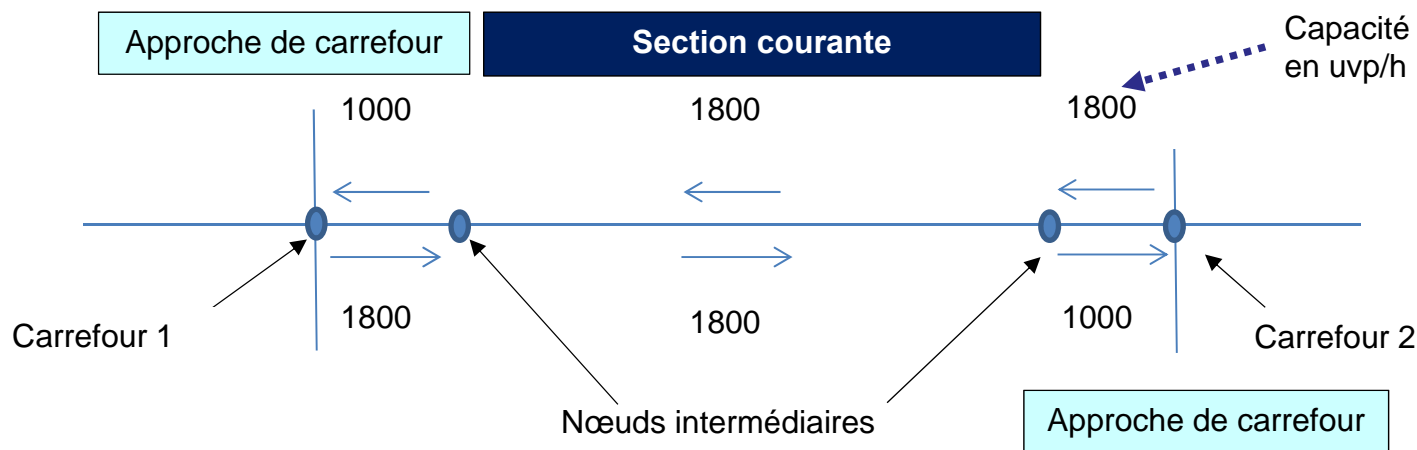 Approche de carrefour
Section courante
Capacité
en uvp/h
1000
1800
1800
1800
1800
1000
Carrefour 1
Carrefour 2
Nœuds intermédiaires
Approche de carrefour